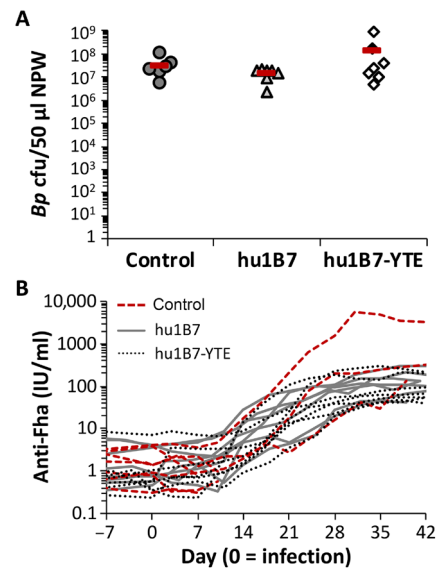 A
Bp cfu/50 µl NPW
10⁹
10⁸
10⁷
10⁶
10⁵
10⁴
10³
10²
10¹
1
Control hu1B7 hu1B7-YTE
B
Anti-Fha (IU/ml)
10,000
1000
100
10
1
0.1
Control
hu1B7
hu1B7-YTE
−7 0 7 14 21 28 35 42
Day (0 = infection)